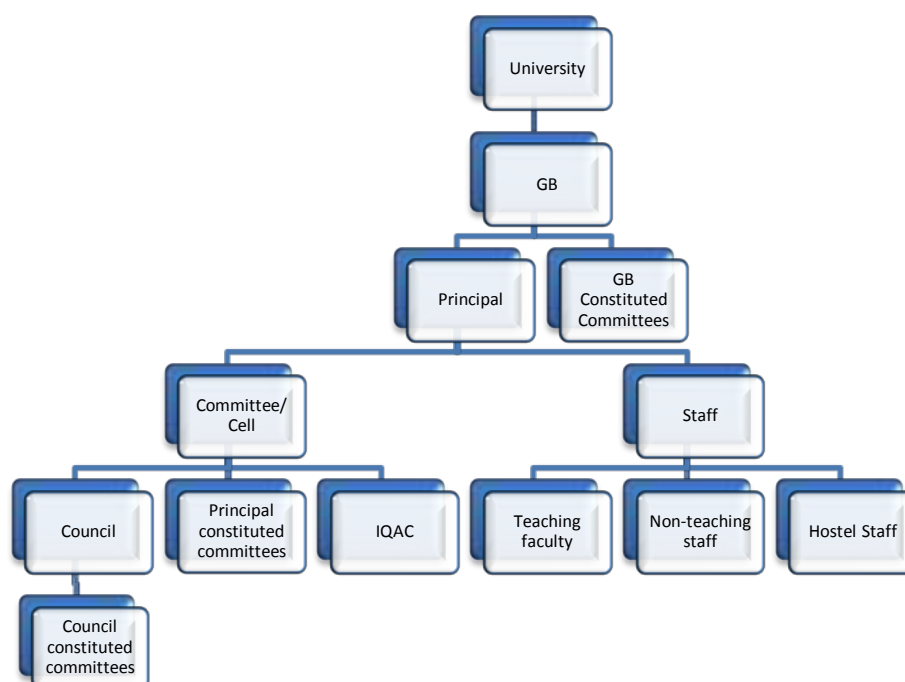 University
GB
Principal
GB
Constituted
Committees
Committee/
Cell
Staff
Council
Principal
constituted
committees
IQAC
Teaching
faculty
Non-teaching
staff
Hostel Staff
Council
constituted
committees